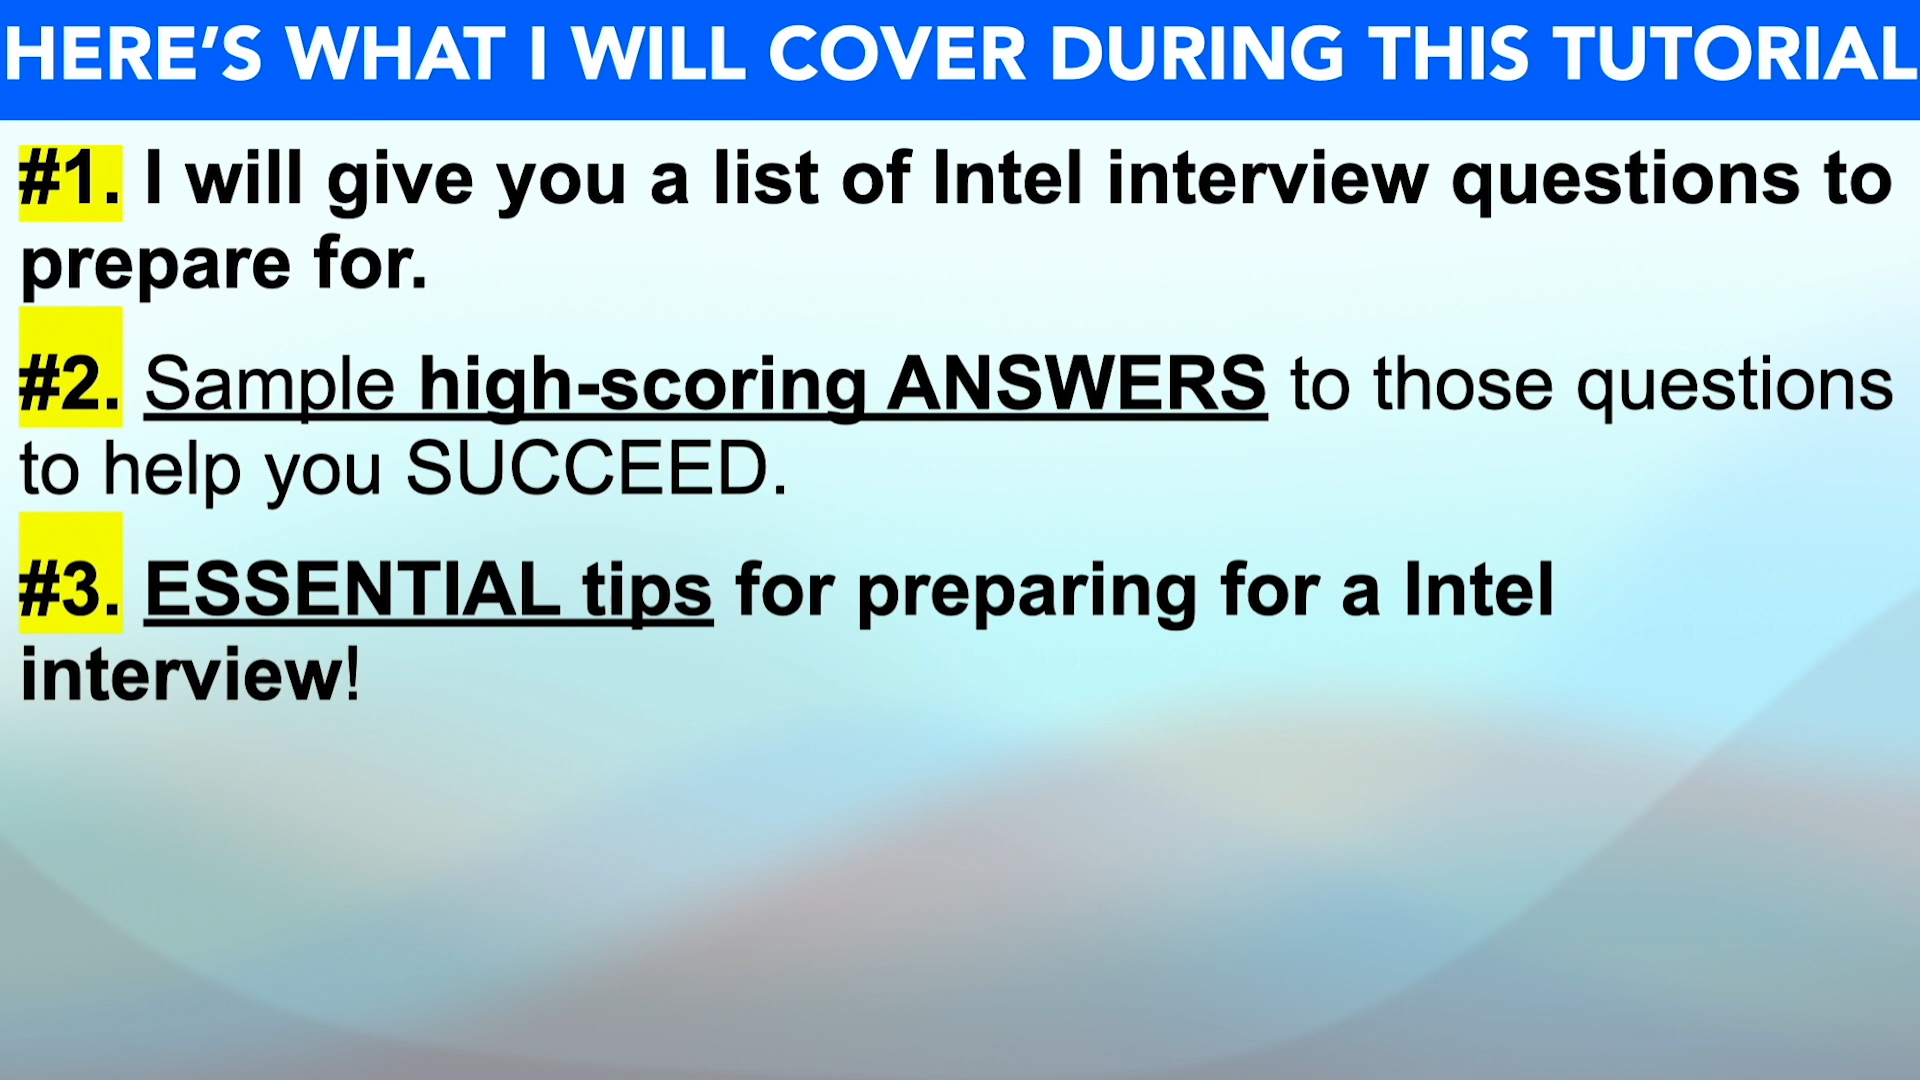 HERE’S WHAT I WILL COVER DURING THIS TUTORIAL
#1. I will give you a list of Intel interview questions to
prepare for.
#2. Sample high-scoring ANSWERS to those questions
to help you SUCCEED.
#3. ESSENTIAL tips for preparing for a Intel
interview!